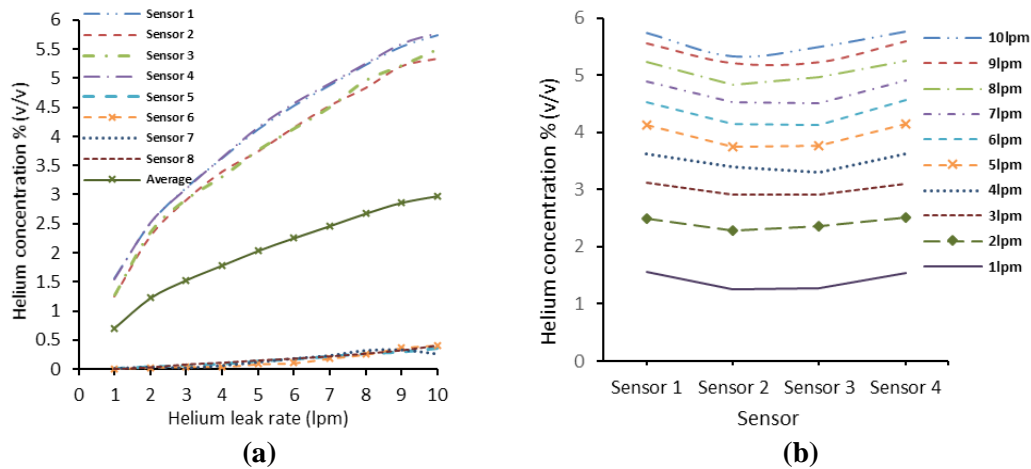 Helium concentration % (v/v)
6
5.5
5
4.5
4
3.5
3
2.5
2
1.5
1
0.5
0
Sensor 1
Sensor 2
Sensor 3
Sensor 4
Sensor 5
Sensor 6
Sensor 7
Sensor 8
Average
0 1 2 3 4 5 6 7 8 9 10
Helium leak rate (lpm)
(a)
Helium concentration % (v/v)
6
5
4
3
2
1
0
10lpm
9lpm
8lpm
7lpm
6lpm
5lpm
4lpm
3lpm
2lpm
1lpm
Sensor 1 Sensor 2 Sensor 3 Sensor 4
Sensor
(b)